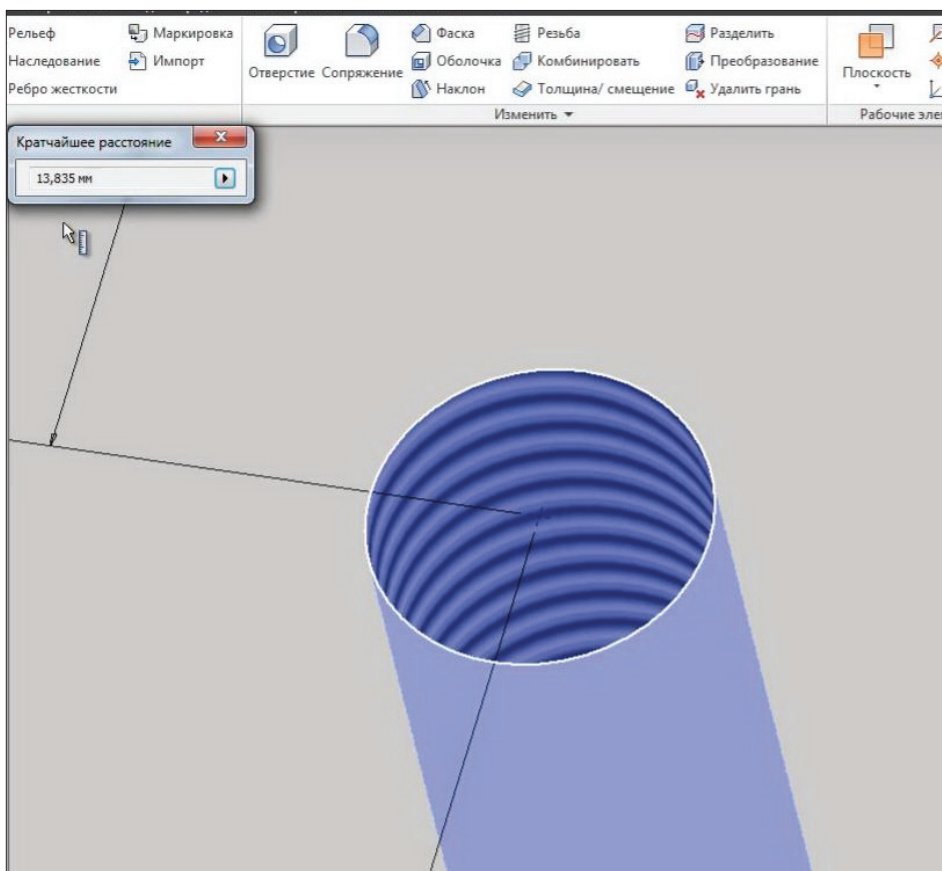 Рельеф
Маркировка
Наследование
Импорт
Ребро жесткости
Отверстие
Сопряжение
Фаска
Оболочка
Наклон
Резьба
Комбинировать
Толщина/ смещение
Разделить
Преобразование
Удалить грань
Плоскость
Изменить
Рабочие
Кратчайшее расстояние
13,835 мм